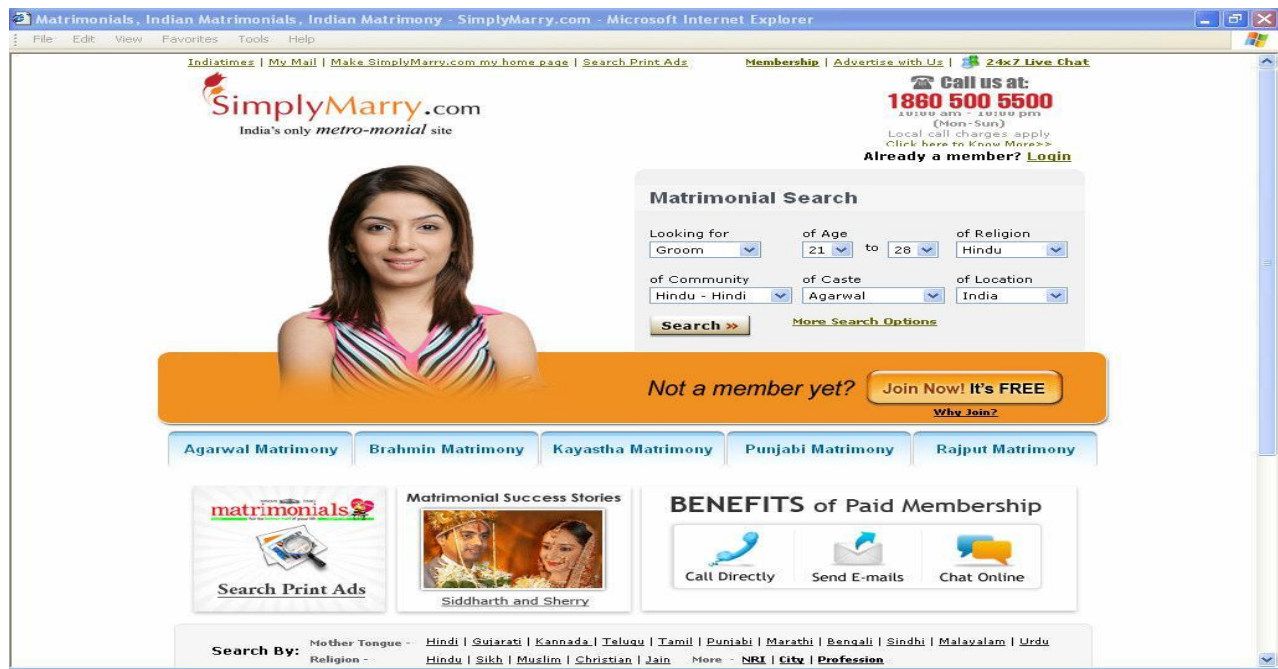 Matrimonials, Indian Matrimonials, Indian Matrimony - SimplyMarry.com - Microsoft Internet Explorer
File Edit View Favorites Tools Help
Indiatimes | My Mail | Make SimplyMarry.com my home page | Search Print Ads Membership | Advertise with Us | 24x7 Live Chat
SimplyMarry.com
India's only metro-monial site
Call us at:
1860 500 5500
10:00 am - 10:00 pm
(Mon-Sun)
Local call charges apply
Click here to Know More>>
Already a member? Login
Matrimonial Search
Looking for of Age of Religion
Groom 21 to 28 Hindu
of Community of Caste of Location
Hindu - Hindi Agarwal India
Search » More Search Options
Not a member yet? Join Now! It's FREE
Why Join?
Agarwal Matrimony Brahmin Matrimony Kayastha Matrimony Punjabi Matrimony Rajput Matrimony
matrimonials
Search Print Ads
Matrimonial Success Stories
Siddharth and Sherry
BENEFITS of Paid Membership
Call Directly Send E-mails Chat Online
Search By: Mother Tongue - Hindi | Gujarati | Kannada | Telugu | Tamil | Punjabi | Marathi | Bengali | Sindhi | Malayalam | Urdu
Religion - Hindu | Sikh | Muslim | Christian | Jain More - NRI | City | Profession